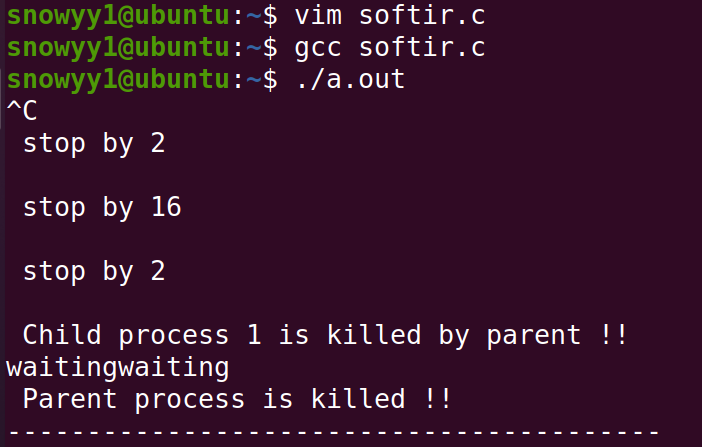 snowyy1@ubuntu:~$ vim softir.c
snowyy1@ubuntu:~$ gcc softir.c
snowyy1@ubuntu:~$ ./a.out
^C
stop by 2
stop by 16
stop by 2
Child process 1 is killed by parent !!
waitingwaiting
Parent process is killed !!
-----------------------------------------